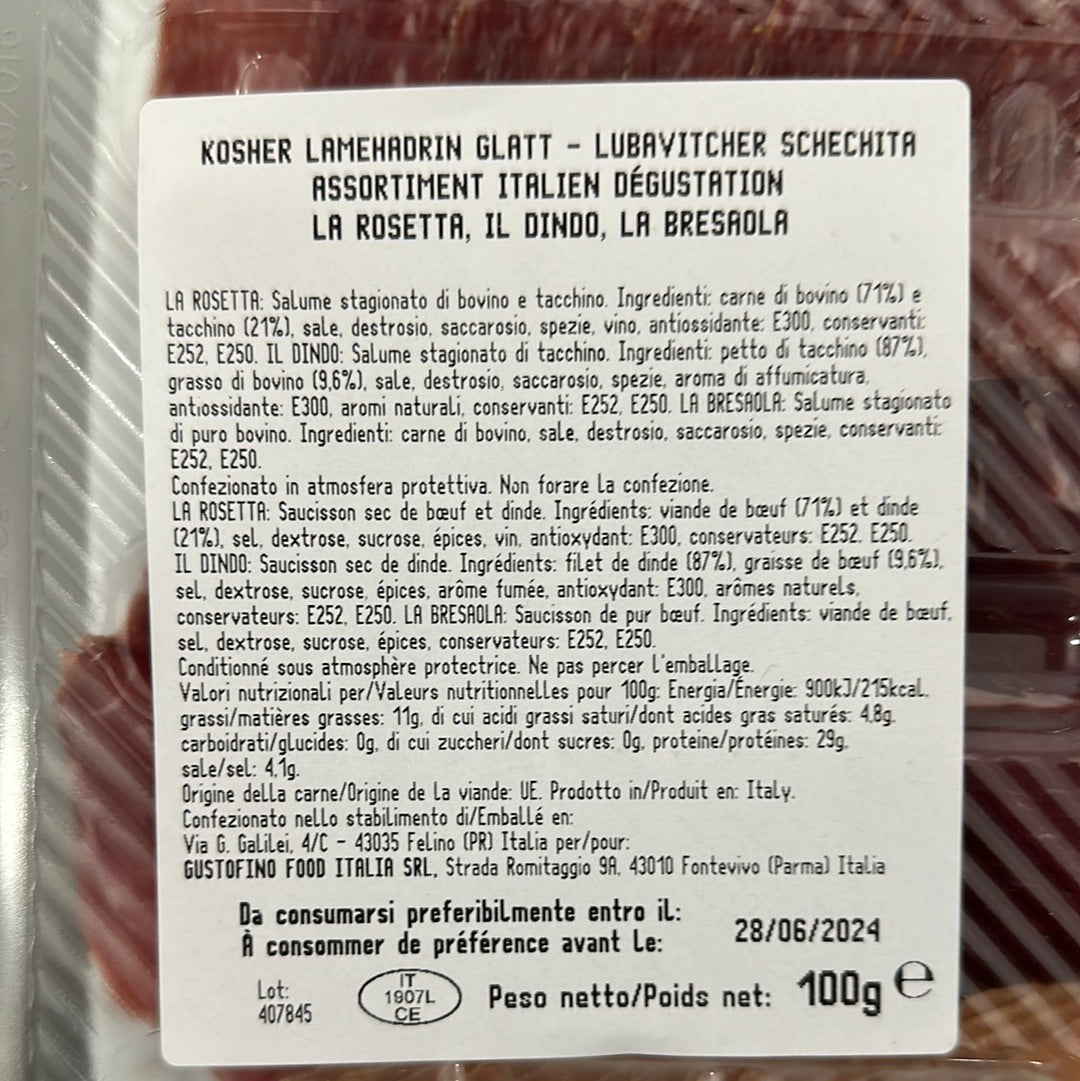 KOSHER LAMEHADRIN GLATT - LUBAVITCHER SCHECHITA
ASSORTIMENT ITALIEN DÉGUSTATION
LA ROSETTA, IL DINDO, LA BRESAOLA
LA ROSETTA: Salume stagionato di bovino e tacchino. Ingredienti: carne di bovino (71%) e
tacchino (21%), sale, destrosio, saccarosio, spezie, vino, antiossidante: E300, conservanti:
E252, E250. IL DINDO: Salume stagionato di tacchino. Ingredienti: petto di tacchino (87%),
grasso di bovino (9,6%), sale, destrosio, saccarosio, spezie, aroma di affumicatura,
antiossidante: E300, aromi naturali, conservanti: E252, E250. LA BRESAOLA: Salume stagionato
di puro bovino. Ingredienti: carne di bovino, sale, destrosio, saccarosio, spezie, conservanti:
E252, E250.
Confezionato in atmosfera protettiva. Non forare la confezione.
LA ROSETTA: Saucisson sec de bœuf et dinde. Ingrédients: viande de bœuf (71%) et dinde
(21%), sel, dextrose, sucrose, épices, vin, antioxydant: E300, conservateurs: E252, E250.
IL DINDO: Saucisson sec de dinde. Ingrédients: filet de dinde (87%), graisse de bœuf (9,6%),
sel, dextrose, sucrose, épices, arôme fumée, antioxydant: E300, arômes naturels,
conservateurs: E252, E250. LA BRESAOLA: Saucisson de pur bœuf. Ingrédients: viande de bœuf,
sel, dextrose, sucrose, épices, conservateurs: E252, E250.
Conditionné sous atmosphère protectrice. Ne pas percer l'emballage.
Valori nutrizionali per/Valeurs nutritionnelles pour 100g: Energia/Énergie: 900kJ/215kcal,
grassi/matières grasses: 11g, di cui acidi grassi saturi/dont acides gras saturés: 4,8g,
carboidrati/glucides: 0g, di cui zuccheri/dont sucres: 0g, proteine/protéines: 29g,
sale/sel: 4,1g.
Origine della carne/Origine de la viande: UE. Prodotto in/Produit en: Italy.
Confezionato nello stabilimento di/Emballé en:
Via G. Galilei, 4/C - 43035 Felino (PR) Italia per/pour:
GUSTOFINO FOOD ITALIA SRL, Strada Romitaggio 9A, 43010 Fontevivo (Parma) Italia
Da consumarsi preferibilmente entro il:
À consommer de préférence avant le: 28/06/2024
Lot:
407845
IT
1907L
CE
Peso netto/Poids net: 100g e